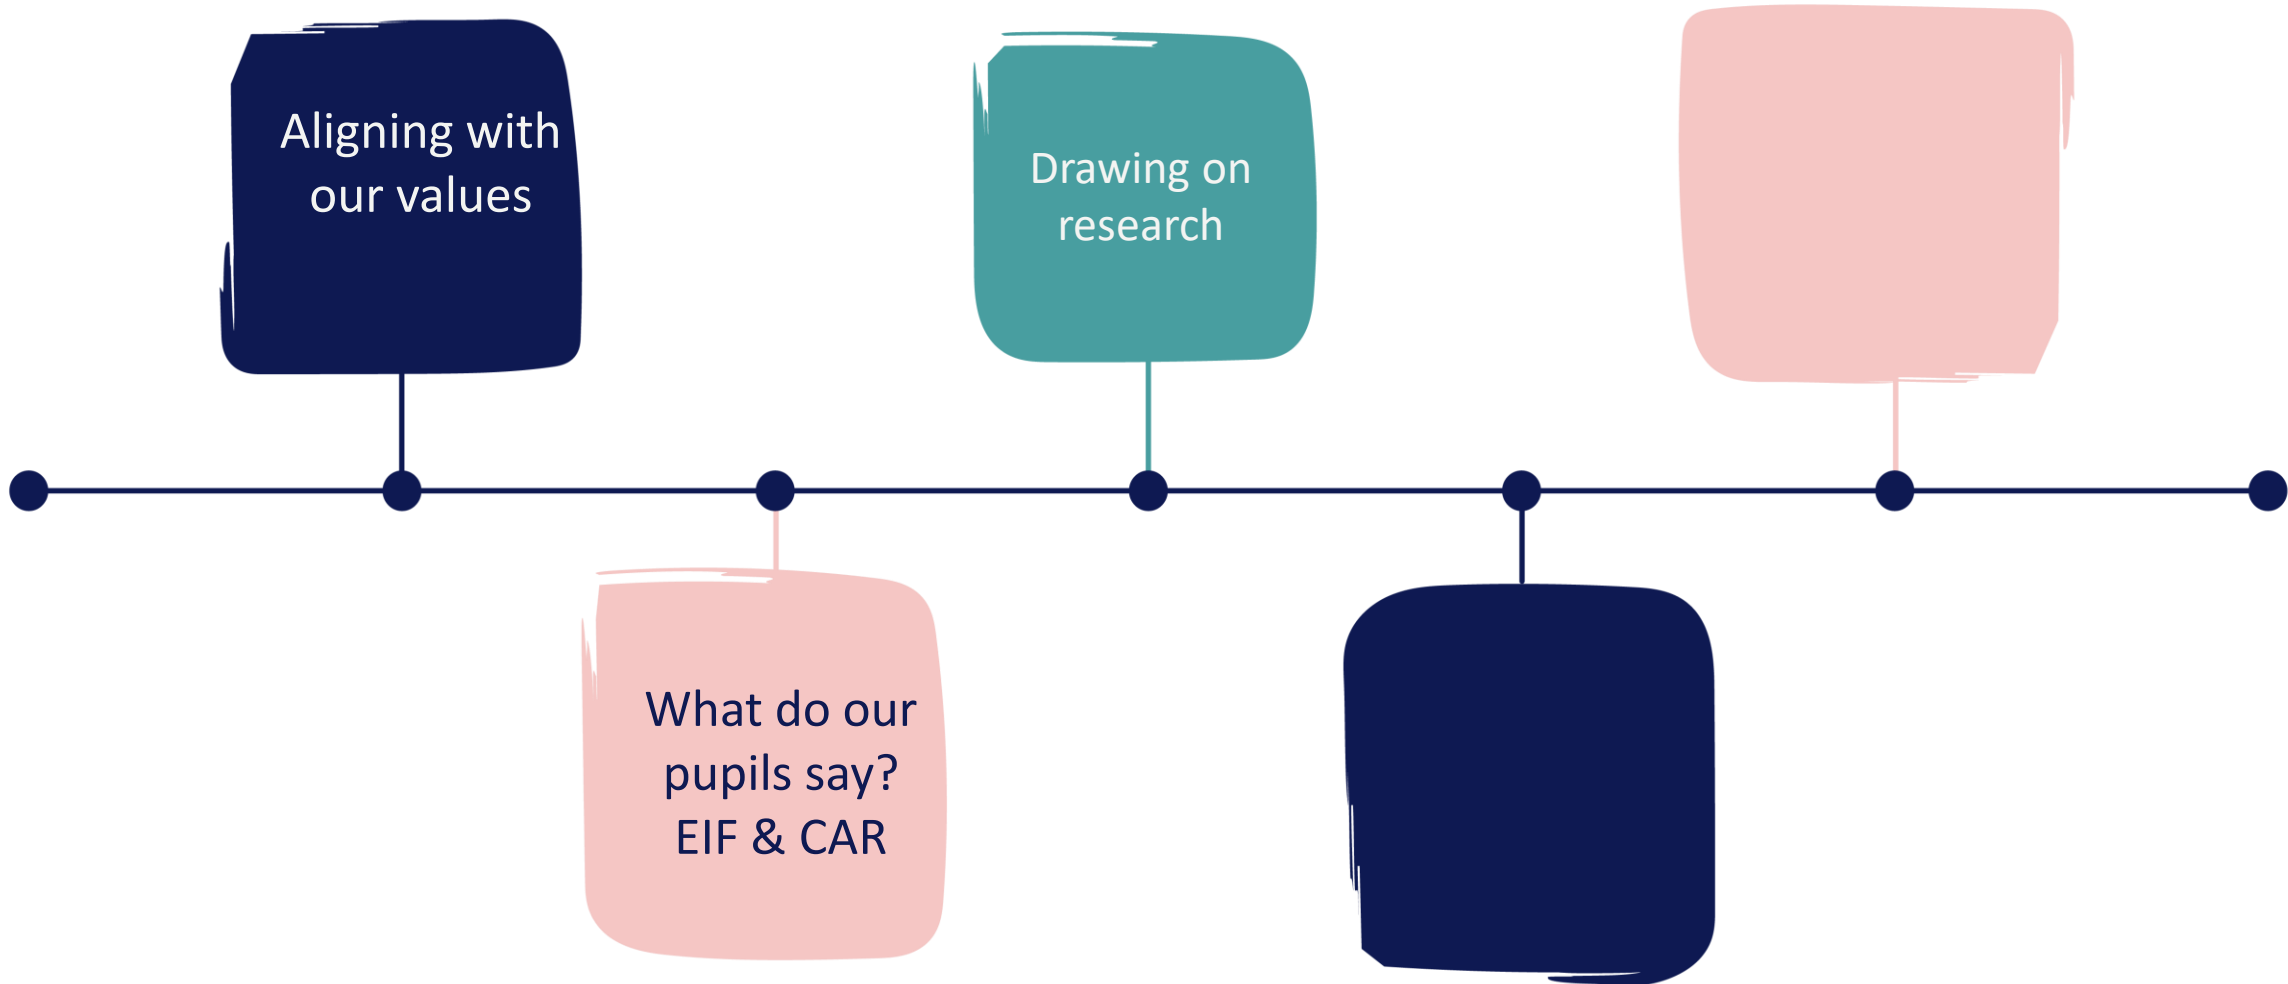 Aligning with
our values
What do our
pupils say?
EIF & CAR
Drawing on
research